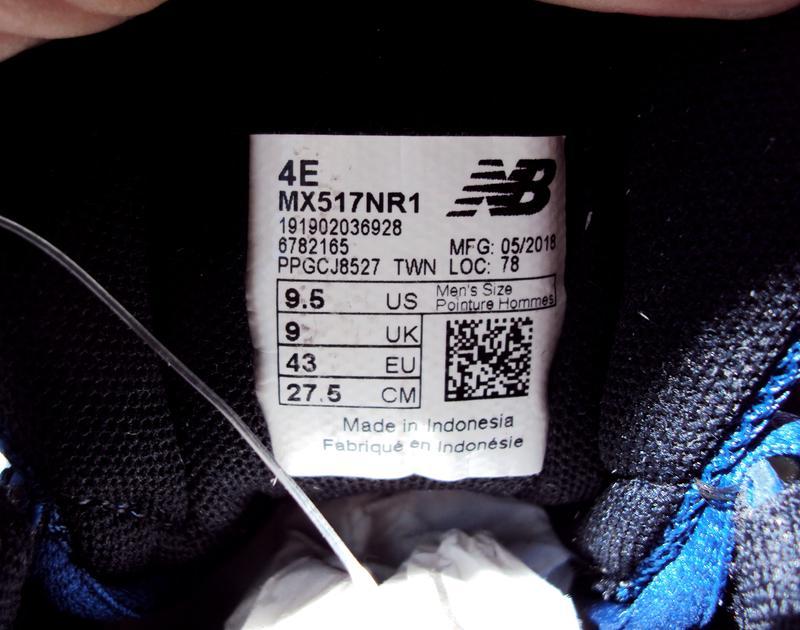 4E
NB
MX517NR1
191902036928
6782165
MFG: 05/2018
PPGCJ8527 TWN LOC: 78
9.5 US Men's Size
Pointure Hommes
9 UK
43 EU
27.5 CM
Made in Indonesia
Fabriqué en Indonésie